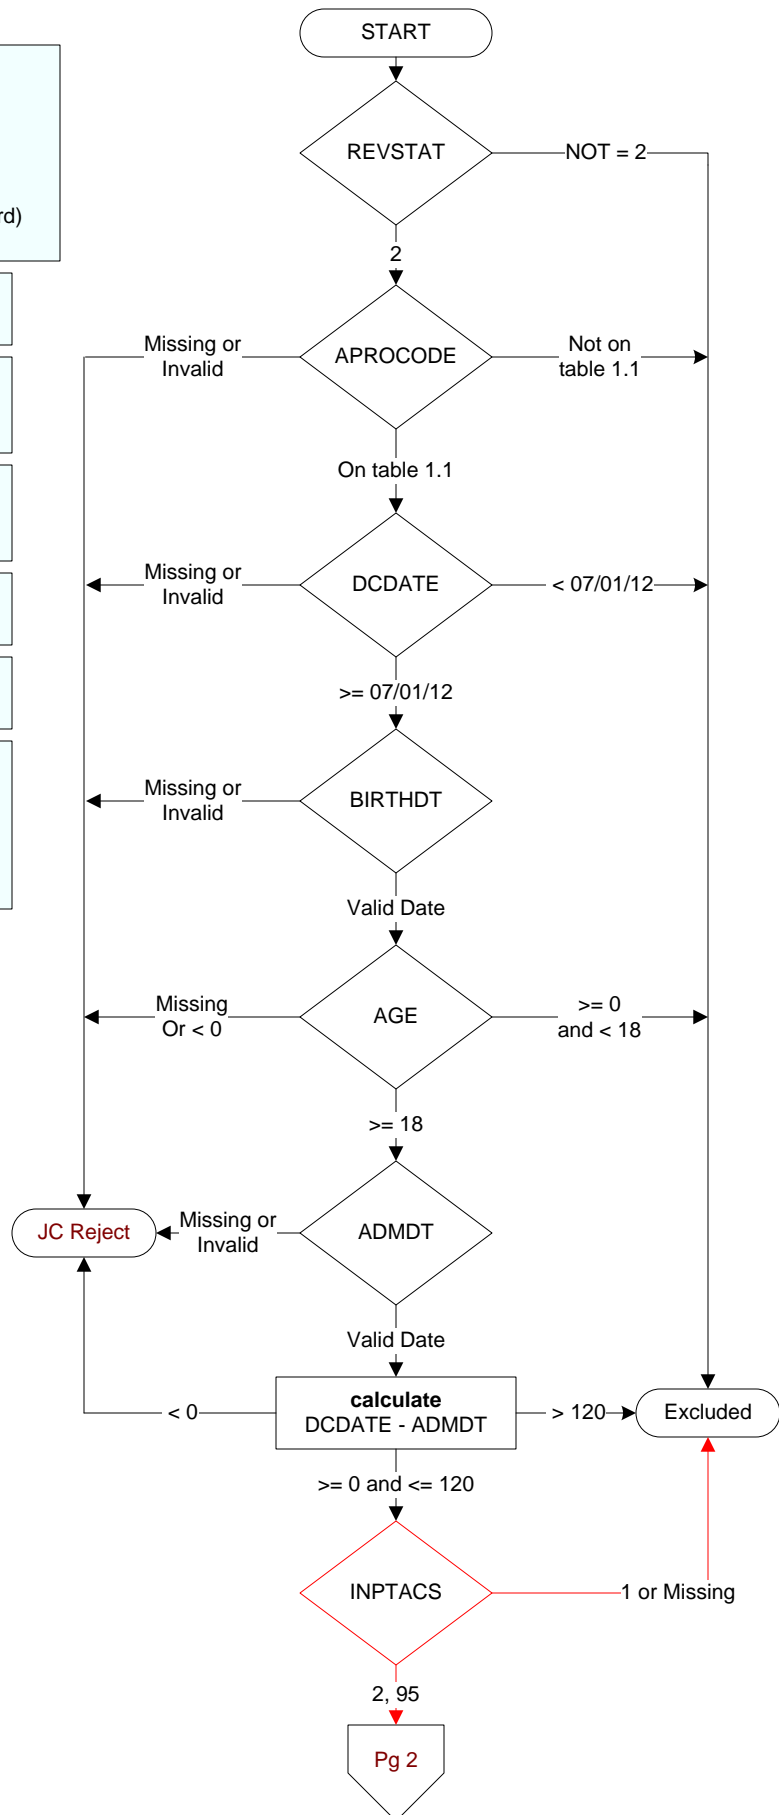 START
REVSTAT
NOT = 2
rd)
2
Missing or
Invalid
APROCODE
Not on
table 1.1
On table 1.1
Missing or
Invalid
DCDATE
< 07/01/12
>= 07/01/12
Missing or
Invalid
BIRTHDT
Valid Date
Missing
Or < 0
AGE
>= 0
and < 18
>= 18
JC Reject
Missing or
Invalid
ADMDT
Valid Date
< 0
calculate
DCDATE - ADMDT
> 120
Excluded
>= 0 and <= 120
INPTACS
1 or Missing
2, 95
Pg 2